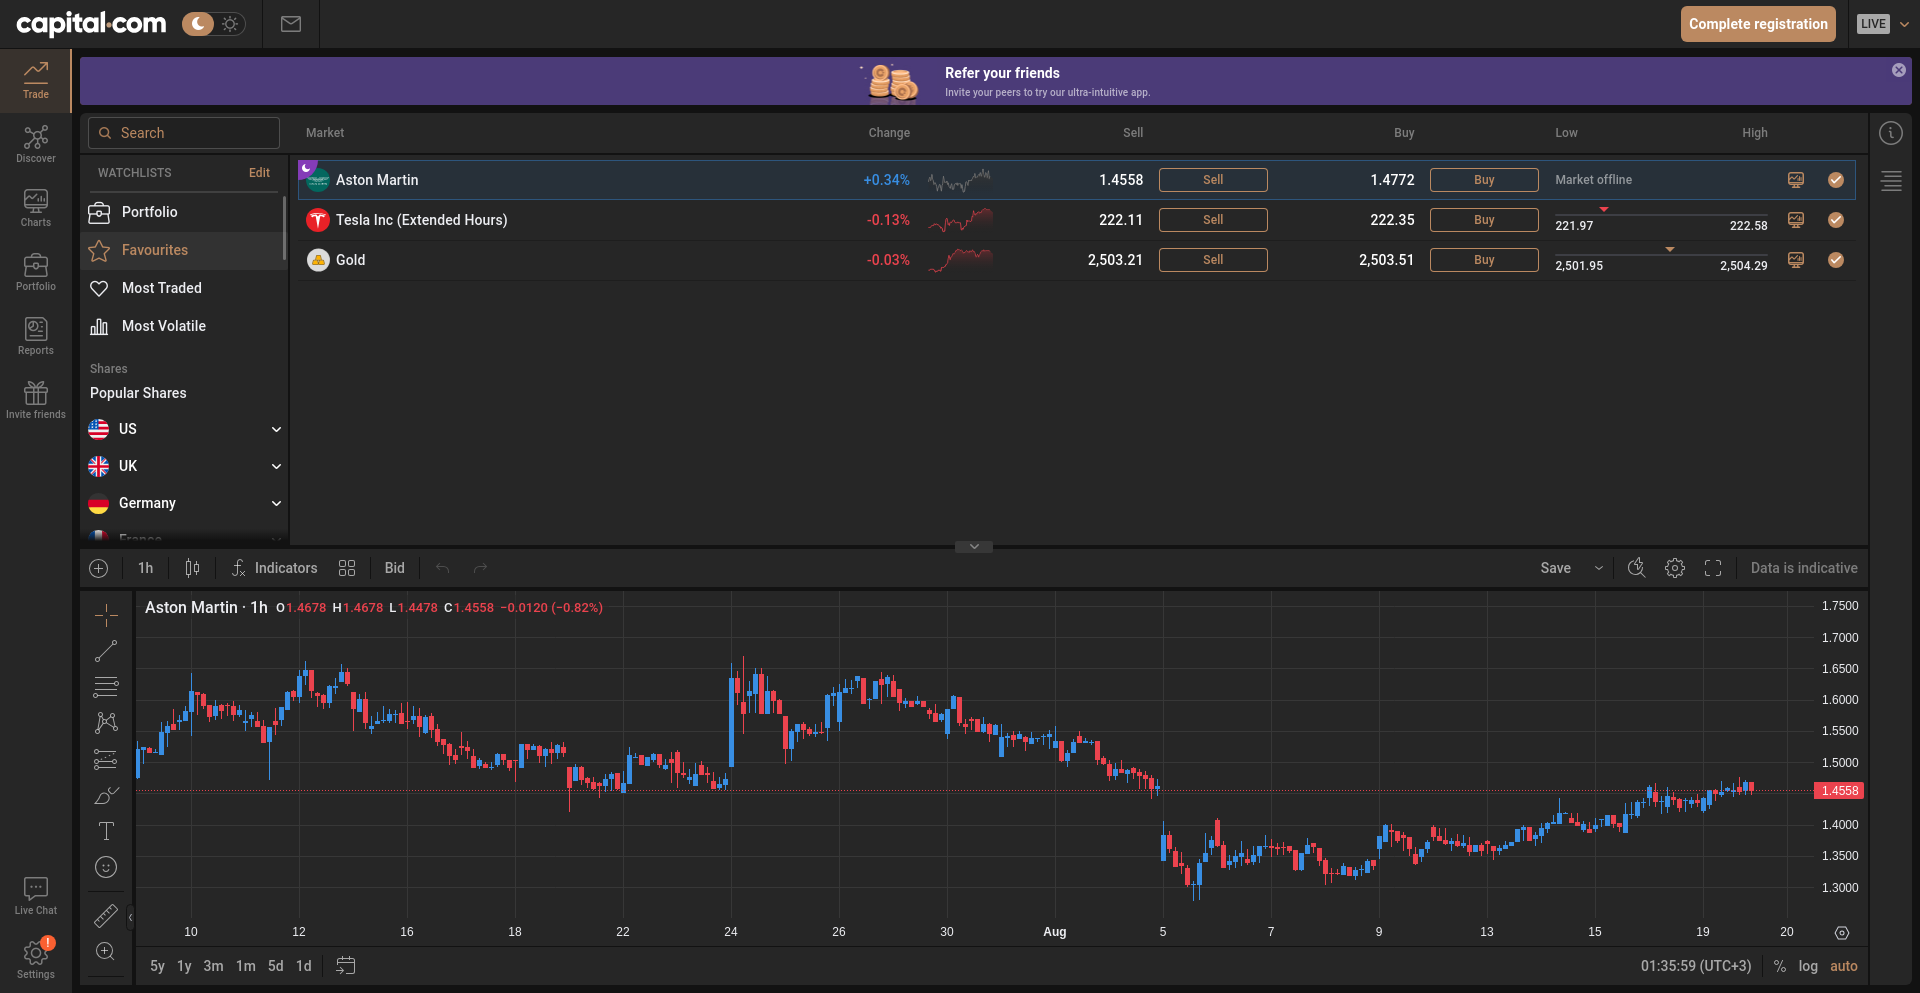 capital.com
Complete registration
LIVE
Trade
Discover
Charts
Portfolio
Reports
Invite friends
Live Chat
!
Settings
Refer your friends
Invite your peers to try our ultra-intuitive app.
Search
Market Change Sell Buy Low High
WATCHLISTS Edit
Portfolio
Favourites
Most Traded
Most Volatile
Shares
Popular Shares
US
UK
Germany
France
Aston Martin +0.34% 1.4558 Sell 1.4772 Buy Market offline
Tesla Inc (Extended Hours) -0.13% 222.11 Sell 222.35 Buy 221.97 222.58
Gold -0.03% 2,503.21 Sell 2,503.51 Buy 2,501.95 2,504.29
1h Indicators Bid Save Data is indicative
Aston Martin · 1h O1.4678 H1.4678 L1.4478 C1.4558 −0.0120 (−0.82%)
1.7500
1.7000
1.6500
1.6000
1.5500
1.5000
1.4558
1.4000
1.3500
1.3000
10 12 16 18 22 24 26 30 Aug 5 7 9 13 15 19 20
5y 1y 3m 1m 5d 1d 01:35:59 (UTC+3) % log auto